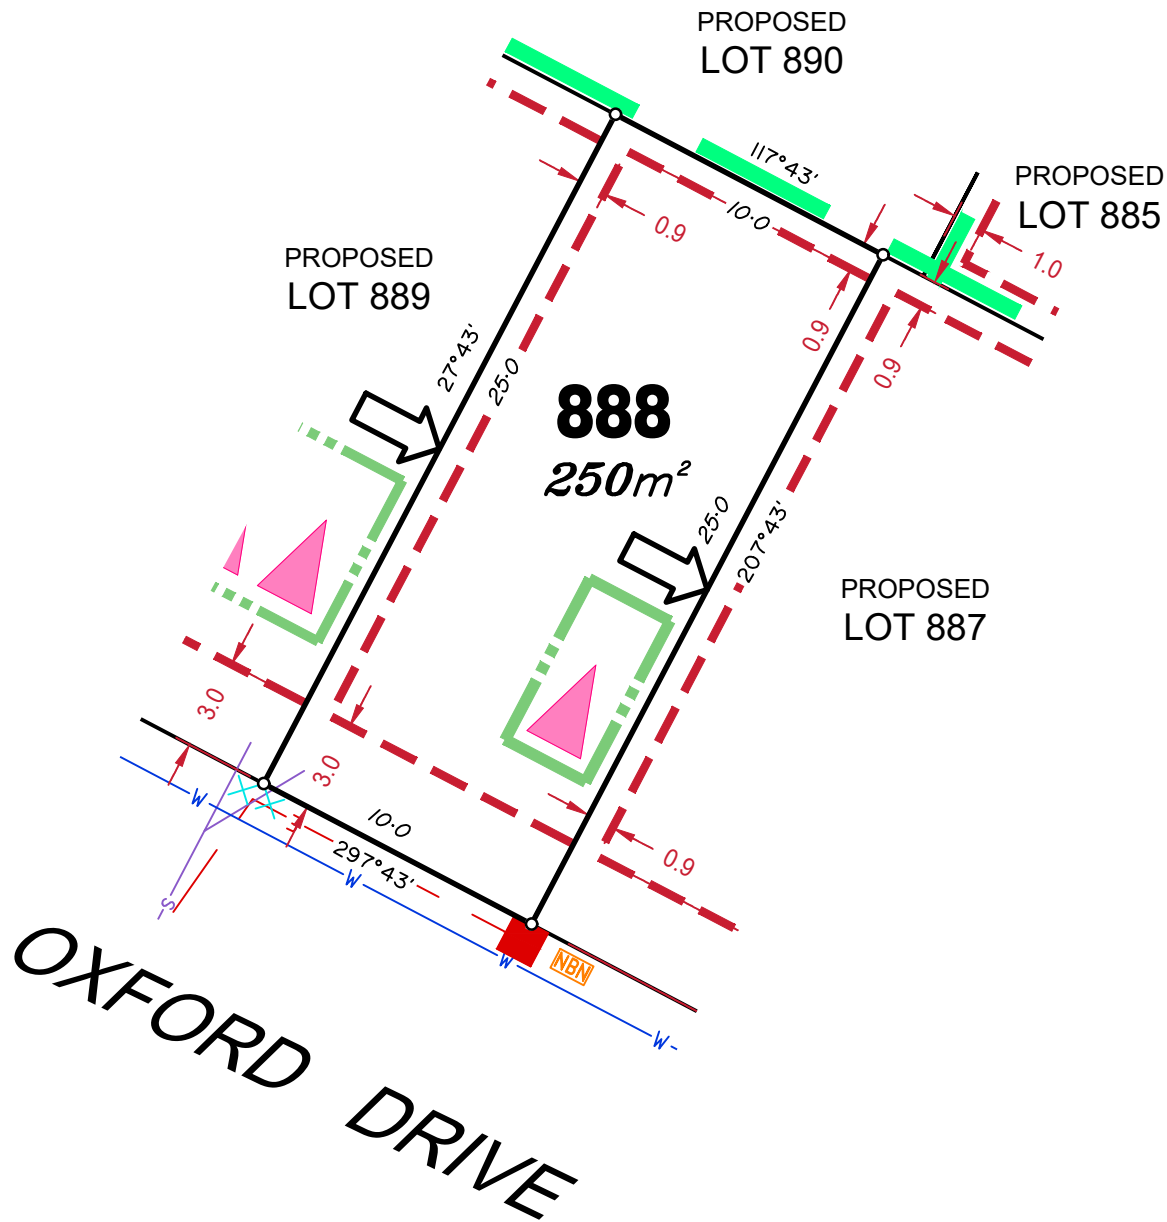 PROPOSED
LOT 890
117°43'
PROPOSED
LOT 885
10·0
0.9
1.0
PROPOSED
LOT 889
0.9
0.9
27°43'
25·0
888
250m²
25·0
207°43'
PROPOSED
LOT 887
3.0
3.0
W
10·0
297°43'
W
0.9
S
W
NBN
W
OXFORD DRIVE